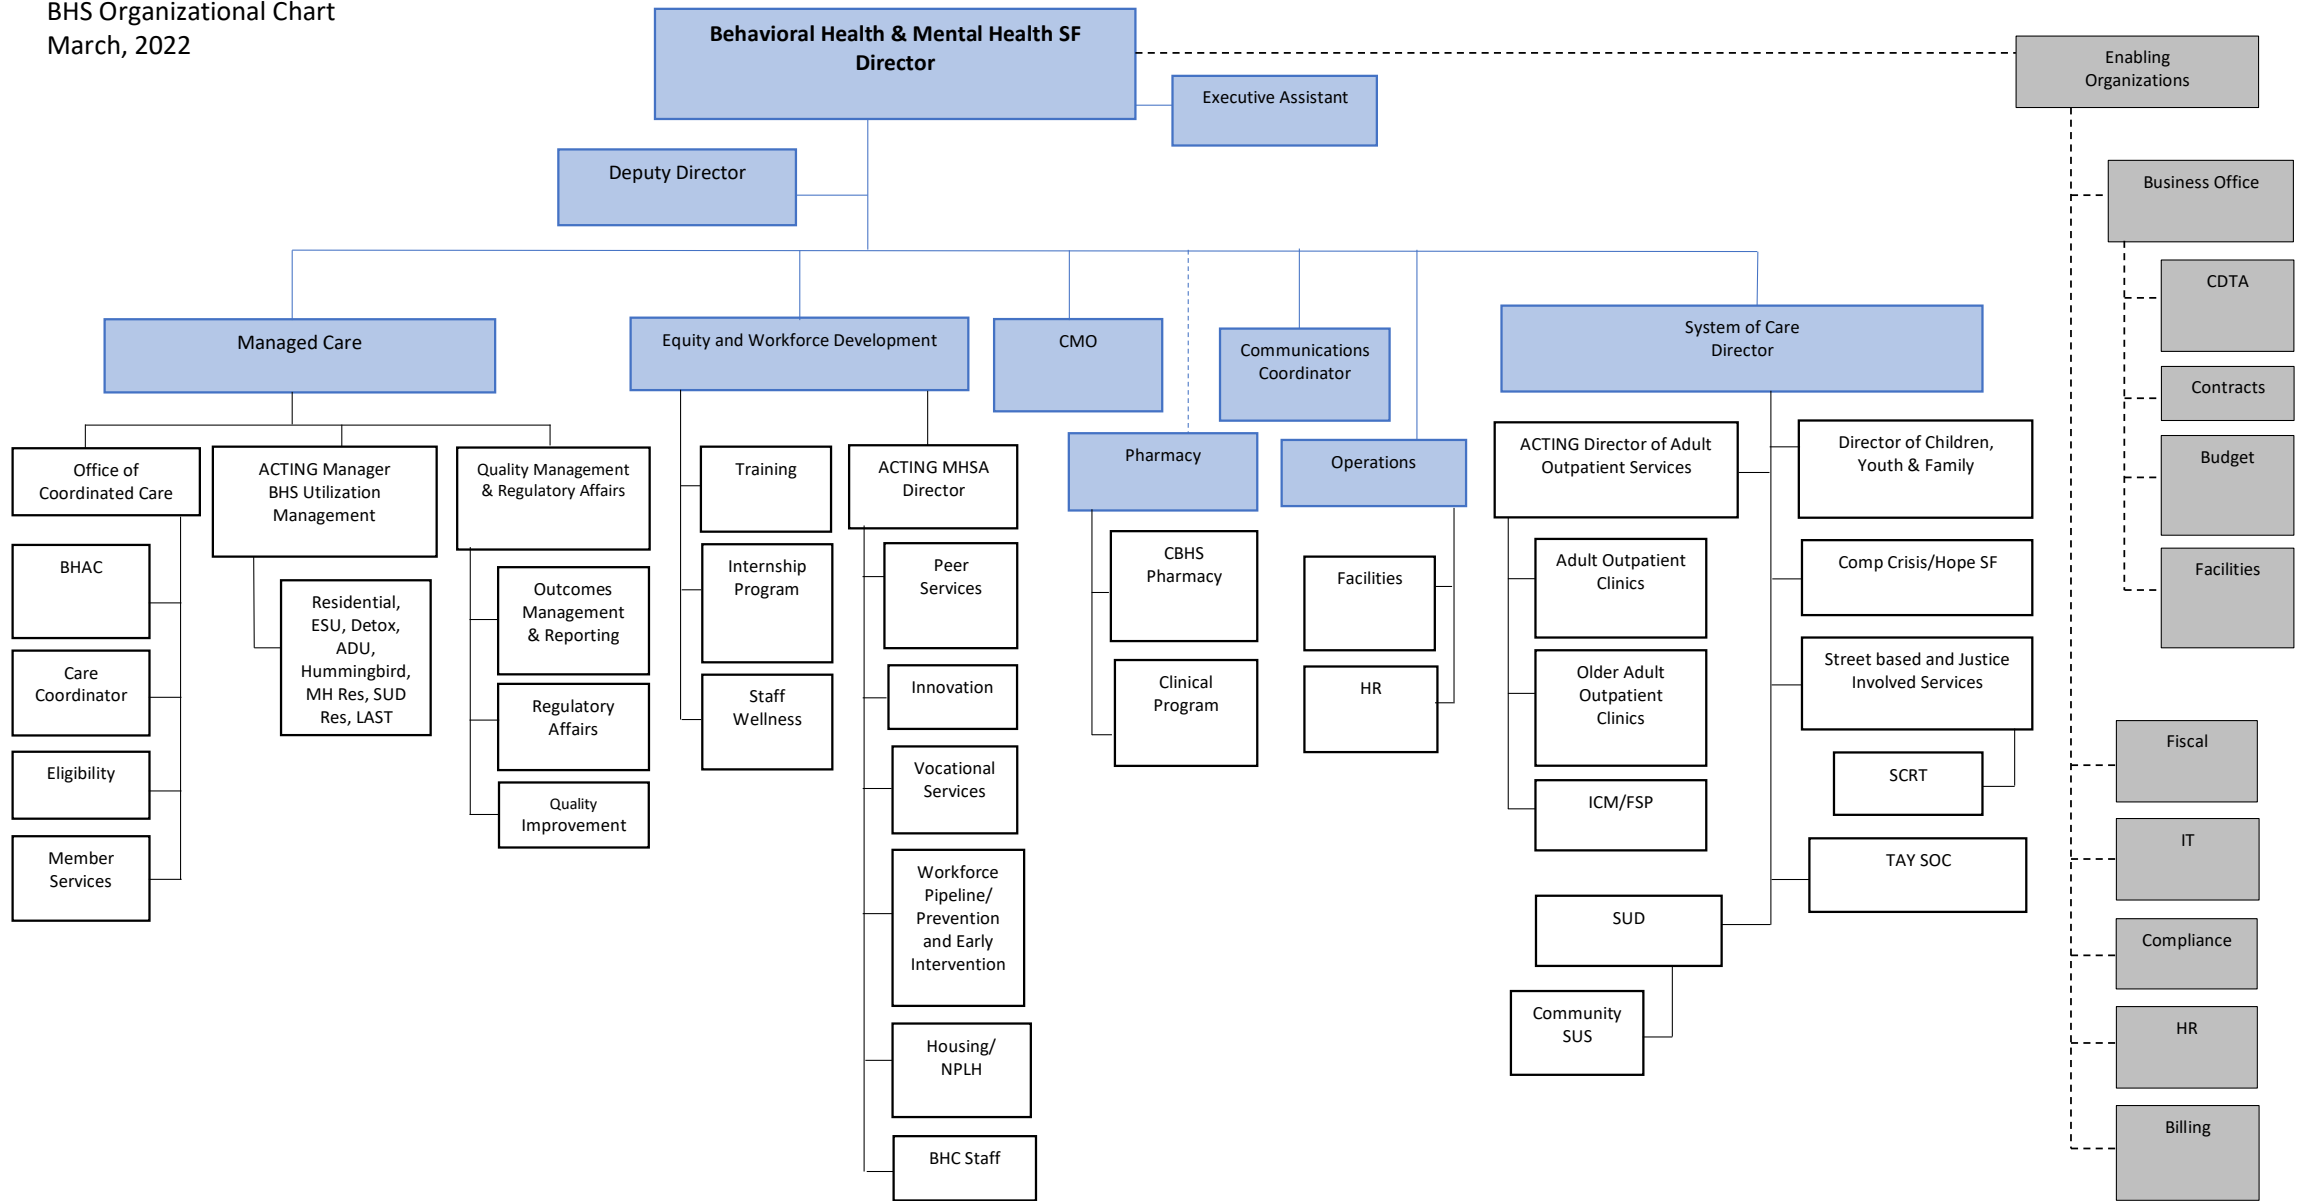 BHS Organizational Chart
March, 2022
Behavioral Health & Mental Health SF
Director
Enabling
Organizations
Executive Assistant
Deputy Director
Business Office
CDTA
Contracts
Budget
Facilities
Managed Care
Equity and Workforce Development
CMO
Communications
Coordinator
System of Care
Director
Pharmacy
Operations
Office of
Coordinated Care
BHAC
Care
Coordinator
Eligibility
Member
Services
ACTING Manager
BHS Utilization
Management
Residential,
ESU, Detox,
ADU,
Hummingbird,
MH Res, SUD
Res, LAST
Quality Management
& Regulatory Affairs
Outcomes
Management
& Reporting
Regulatory
Affairs
Quality
Improvement
Training
Internship
Program
Staff
Wellness
ACTING MHSA
Director
Peer
Services
Innovation
Vocational
Services
Workforce
Pipeline/
Prevention
and Early
Intervention
Housing/
NPLH
BHC Staff
CBHS
Pharmacy
Clinical
Program
Facilities
HR
ACTING Director of Adult
Outpatient Services
Adult Outpatient
Clinics
Older Adult
Outpatient
Clinics
ICM/FSP
SUD
Community
SUS
Director of Children,
Youth & Family
Comp Crisis/Hope SF
Street based and Justice
Involved Services
SCRT
TAY SOC
Fiscal
IT
Compliance
HR
Billing